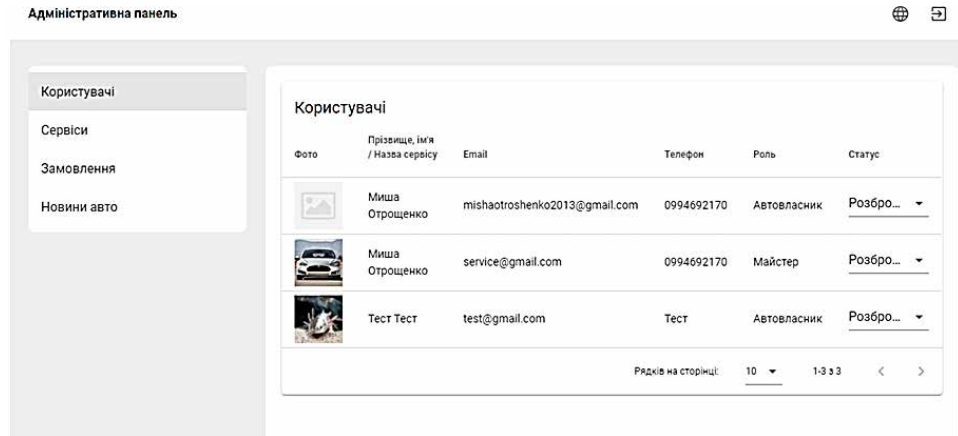 Адміністративна панель
Користувачі
Сервіси
Замовлення
Новини авто
Користувачі
Фото
Прізвище, ім'я
/ Назва сервісу
Email
Телефон
Роль
Статус
Миша
Отрощенко
mishaotroshenko2013@gmail.com
0994692170
Автовласник
Розбро...
Миша
Отрощенко
service@gmail.com
0994692170
Майстер
Розбро...
Тест Тест
test@gmail.com
Тест
Автовласник
Розбро...
Рядків на сторінці:
10
1-3 з 3